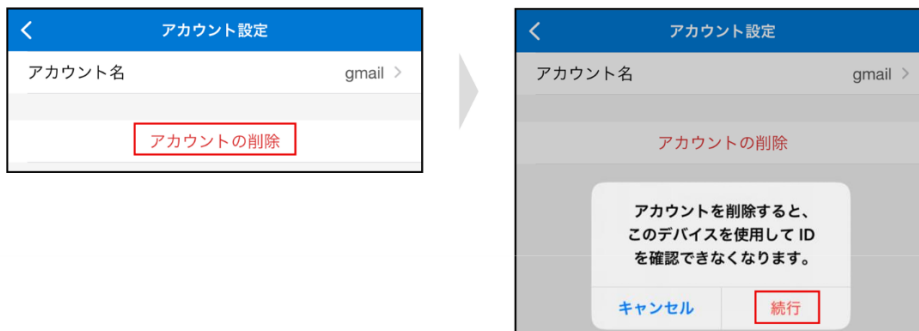 アカウント設定
アカウント名 gmail
アカウントの削除
アカウント設定
アカウント名 gmail
アカウントの削除
アカウントを削除すると、
このデバイスを使用して ID
を確認できなくなります。
キャンセル 続行